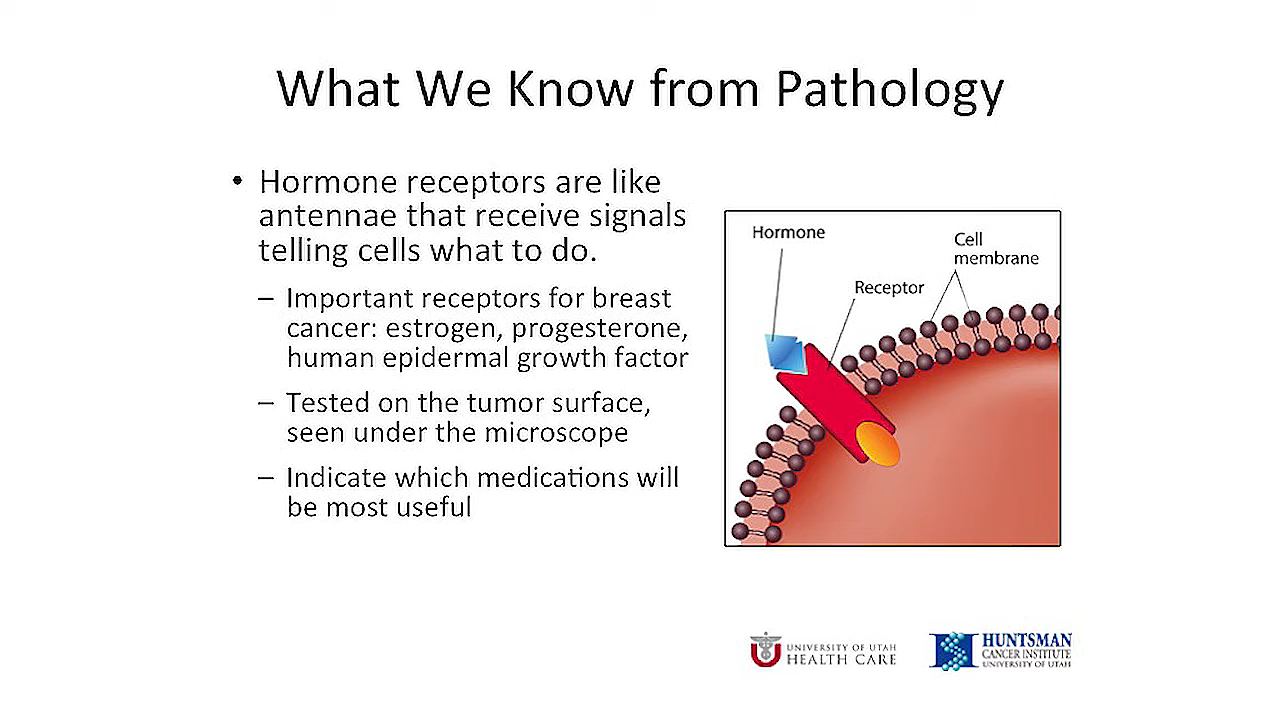 What We Know from Pathology
• Hormone receptors are like
antennae that receive signals
telling cells what to do.
– Important receptors for breast
cancer: estrogen, progesterone,
human epidermal growth factor
– Tested on the tumor surface,
seen under the microscope
– Indicate which medications will
be most useful
Hormone
Receptor
Cell
membrane
UNIVERSITY OF UTAH
HEALTH CARE
HUNTSMAN
CANCER INSTITUTE
UNIVERSITY OF UTAH